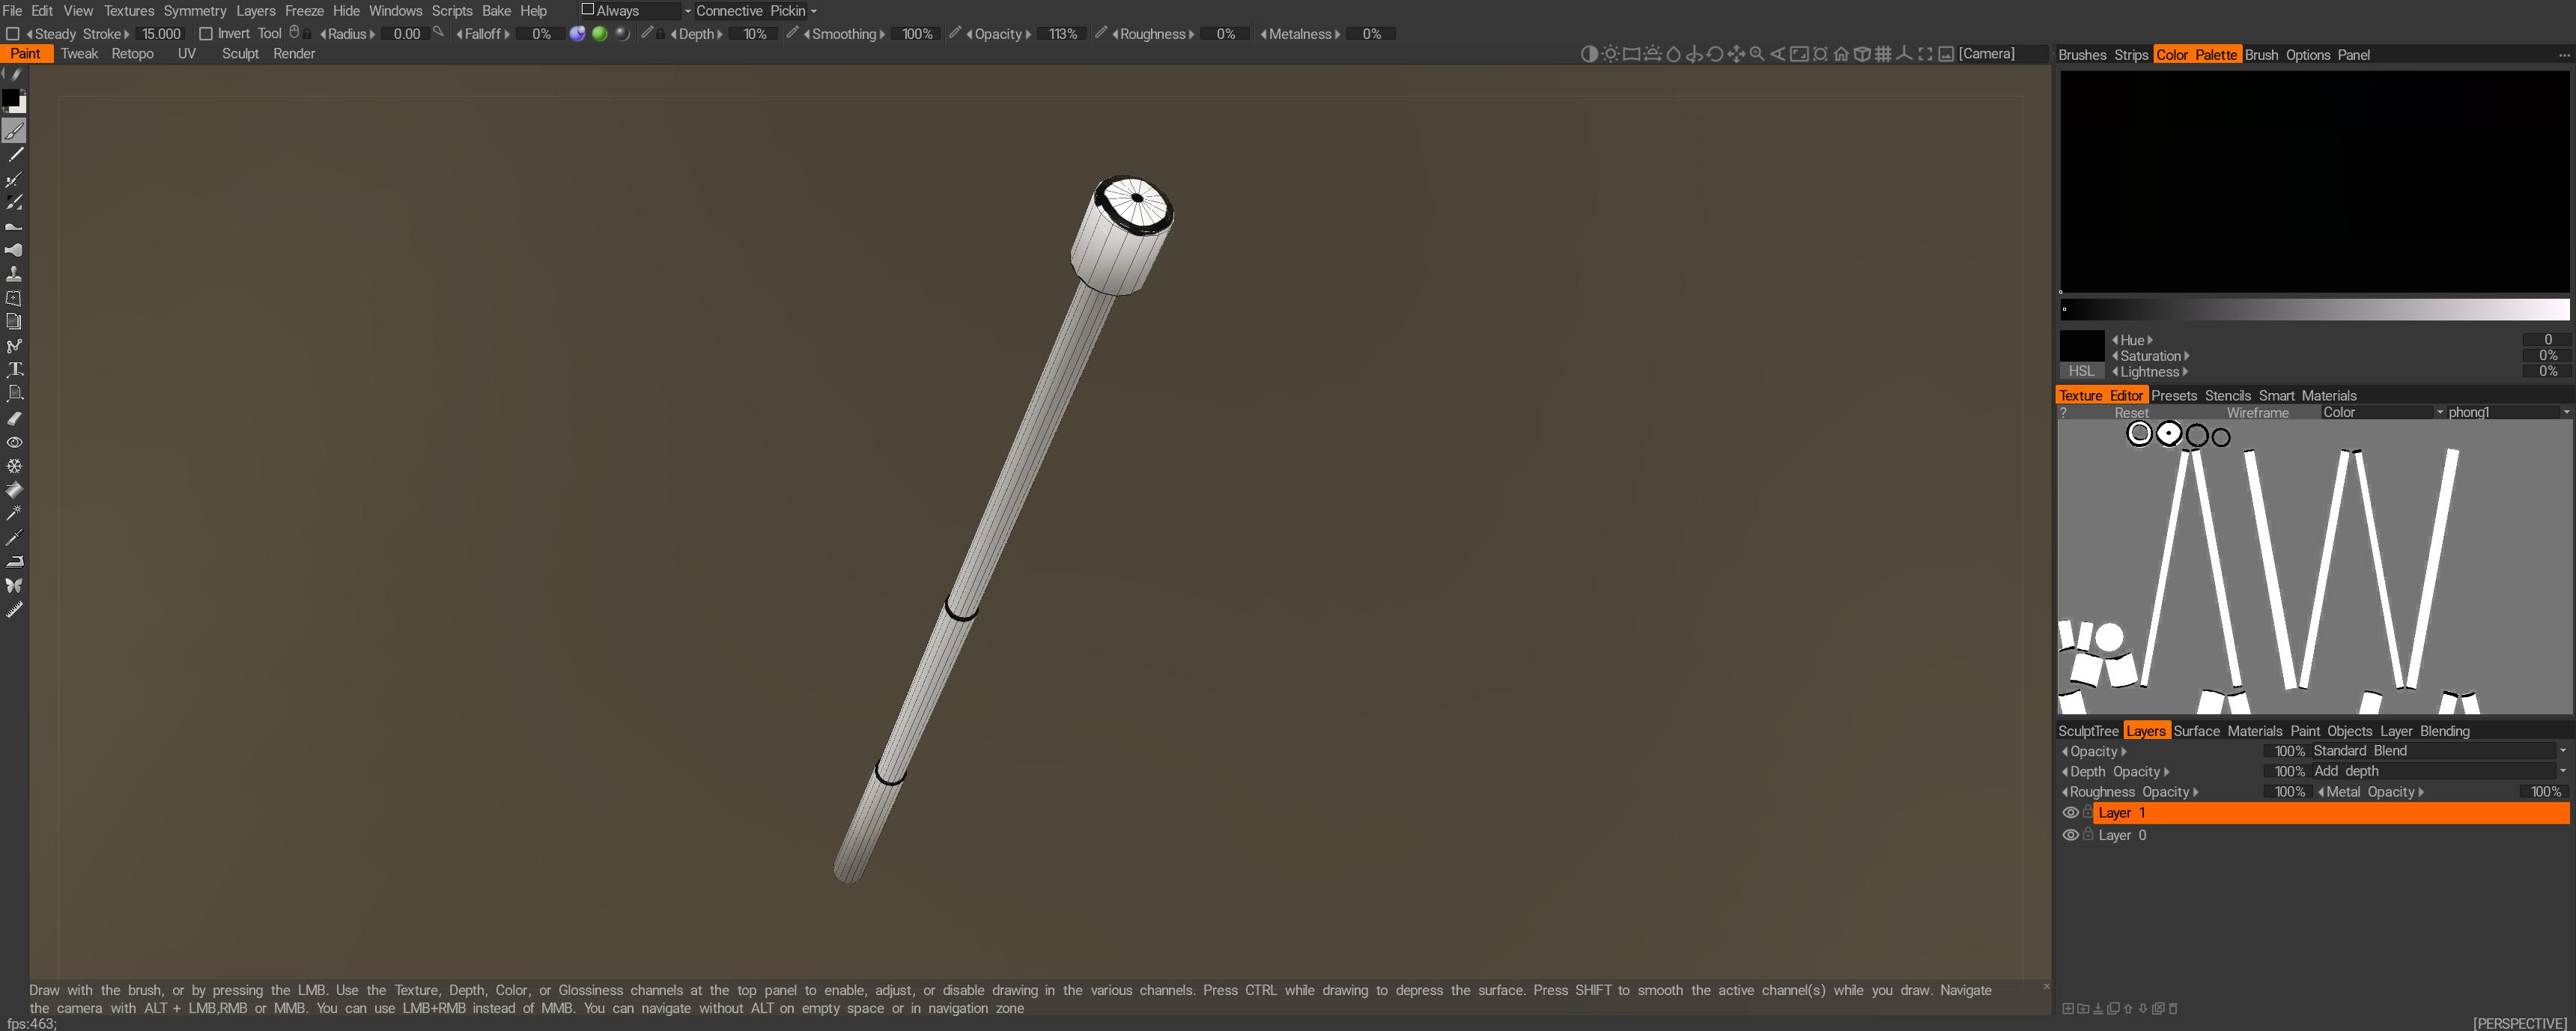 File Edit View Textures Symmetry Layers Freeze Hide Windows Scripts Bake Help Always Connective Pickin
Steady Stroke 15.000 Invert Tool Radius 0.00 Falloff 0% Depth 10% Smoothing 100% Opacity 113% Roughness 0% Metalness 0%
Paint Tweak Retopo UV Sculpt Render [Camera]
Brushes Strips Color Palette Brush Options Panel
Hue 0
Saturation 0%
HSL Lightness 0%
Texture Editor Presets Stencils Smart Materials
? Reset Wireframe Color phong1
SculptTree Layers Surface Materials Paint Objects Layer Blending
Opacity 100% Standard Blend
Depth Opacity 100% Add depth
Roughness Opacity 100% Metal Opacity 100%
Layer 1
Layer 0
Draw with the brush, or by pressing the LMB. Use the Texture, Depth, Color, or Glossiness channels at the top panel to enable, adjust, or disable drawing in the various channels. Press CTRL while drawing to depress the surface. Press SHIFT to smooth the active channel(s) while you draw. Navigate
the camera with ALT + LMB,RMB or MMB. You can use LMB+RMB instead of MMB. You can navigate without ALT on empty space or in navigation zone
fps:463;
[PERSPECTIVE]